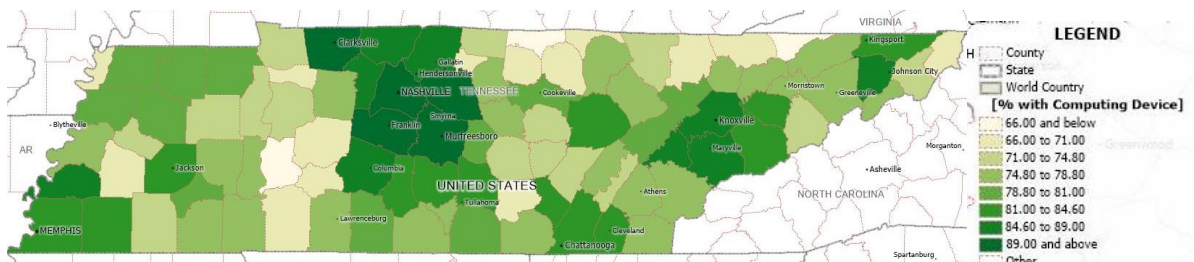 VIRGINIA
Clarksville
Kingsport
Gallatin
Hendersonville
Johnson City
NASHVILLE
TENNESSEE
Cookeville
Morristown
Greeneville
Blytheville
Smyrna
Knoxville
Franklin
Murfreesboro
AR
Maryville
Morganton
Jackson
Columbia
Asheville
UNITED STATES
Athens
NORTH CAROLINA
Tullahoma
Lawrenceburg
Cleveland
MEMPHIS
Chattanooga
Spartanburg
LEGEND
County
State
World Country
[% with Computing Device]
66.00 and below
66.00 to 71.00
71.00 to 74.80
74.80 to 78.80
78.80 to 81.00
81.00 to 84.60
84.60 to 89.00
89.00 and above
Other